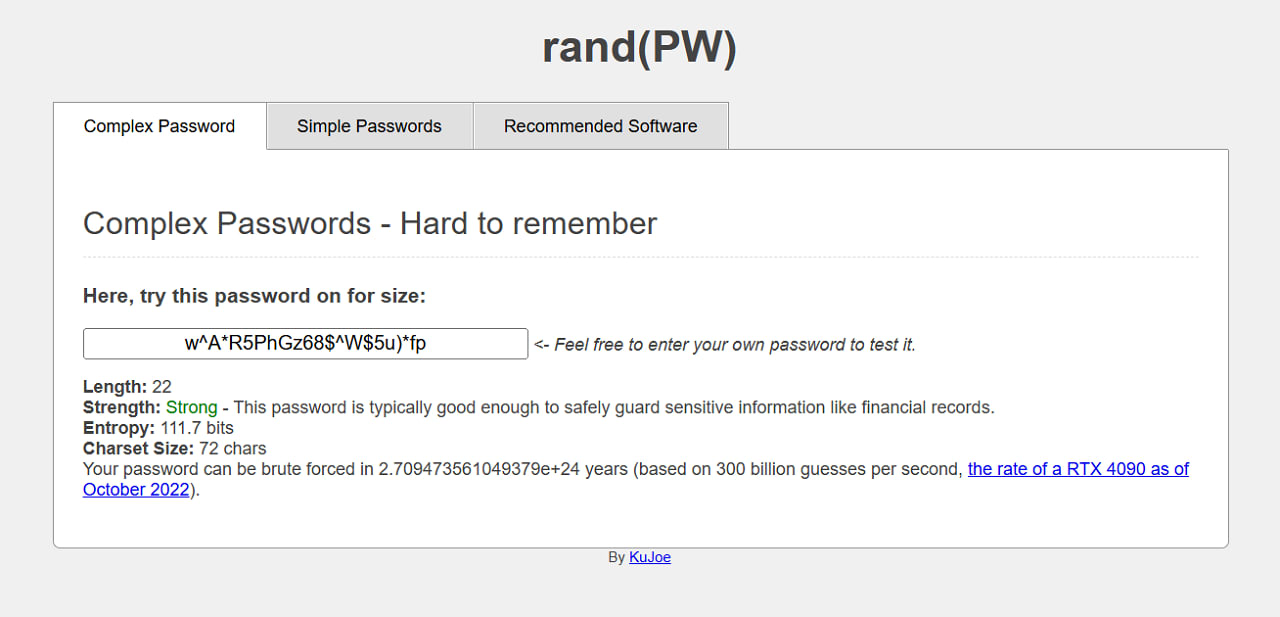 rand(PW)
Complex Password
Simple Passwords
Recommended Software
Complex Passwords - Hard to remember
Here, try this password on for size:
w^A*R5PhGz68$^W$5u)*fp
<- Feel free to enter your own password to test it.
Length: 22
Strength: Strong - This password is typically good enough to safely guard sensitive information like financial records.
Entropy: 111.7 bits
Charset Size: 72 chars
Your password can be brute forced in 2.709473561049379e+24 years (based on 300 billion guesses per second, the rate of a RTX 4090 as of
October 2022).
By KuJoe